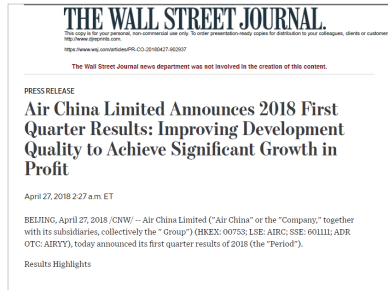 THE WALL STREET JOURNAL.
This copy is for your personal, non-commercial use only. To order presentation-ready copies for distribution to your colleagues, clients or customers
http://www.djreprints.com.
https://www.wsj.com/articles/PR-CO-20180427-902937
The Wall Street Journal news department was not involved in the creation of this content.
PRESS RELEASE
Air China Limited Announces 2018 First
Quarter Results: Improving Development
Quality to Achieve Significant Growth in
Profit
April 27, 2018 2:27 a.m. ET
BEIJING, April 27, 2018 /CNW/ -- Air China Limited ("Air China" or the "Company," together
with its subsidiaries, collectively the " Group") (HKEX: 00753; LSE: AIRC; SSE: 601111; ADR
OTC: AIRYY), today announced its first quarter results of 2018 (the "Period").
Results Highlights